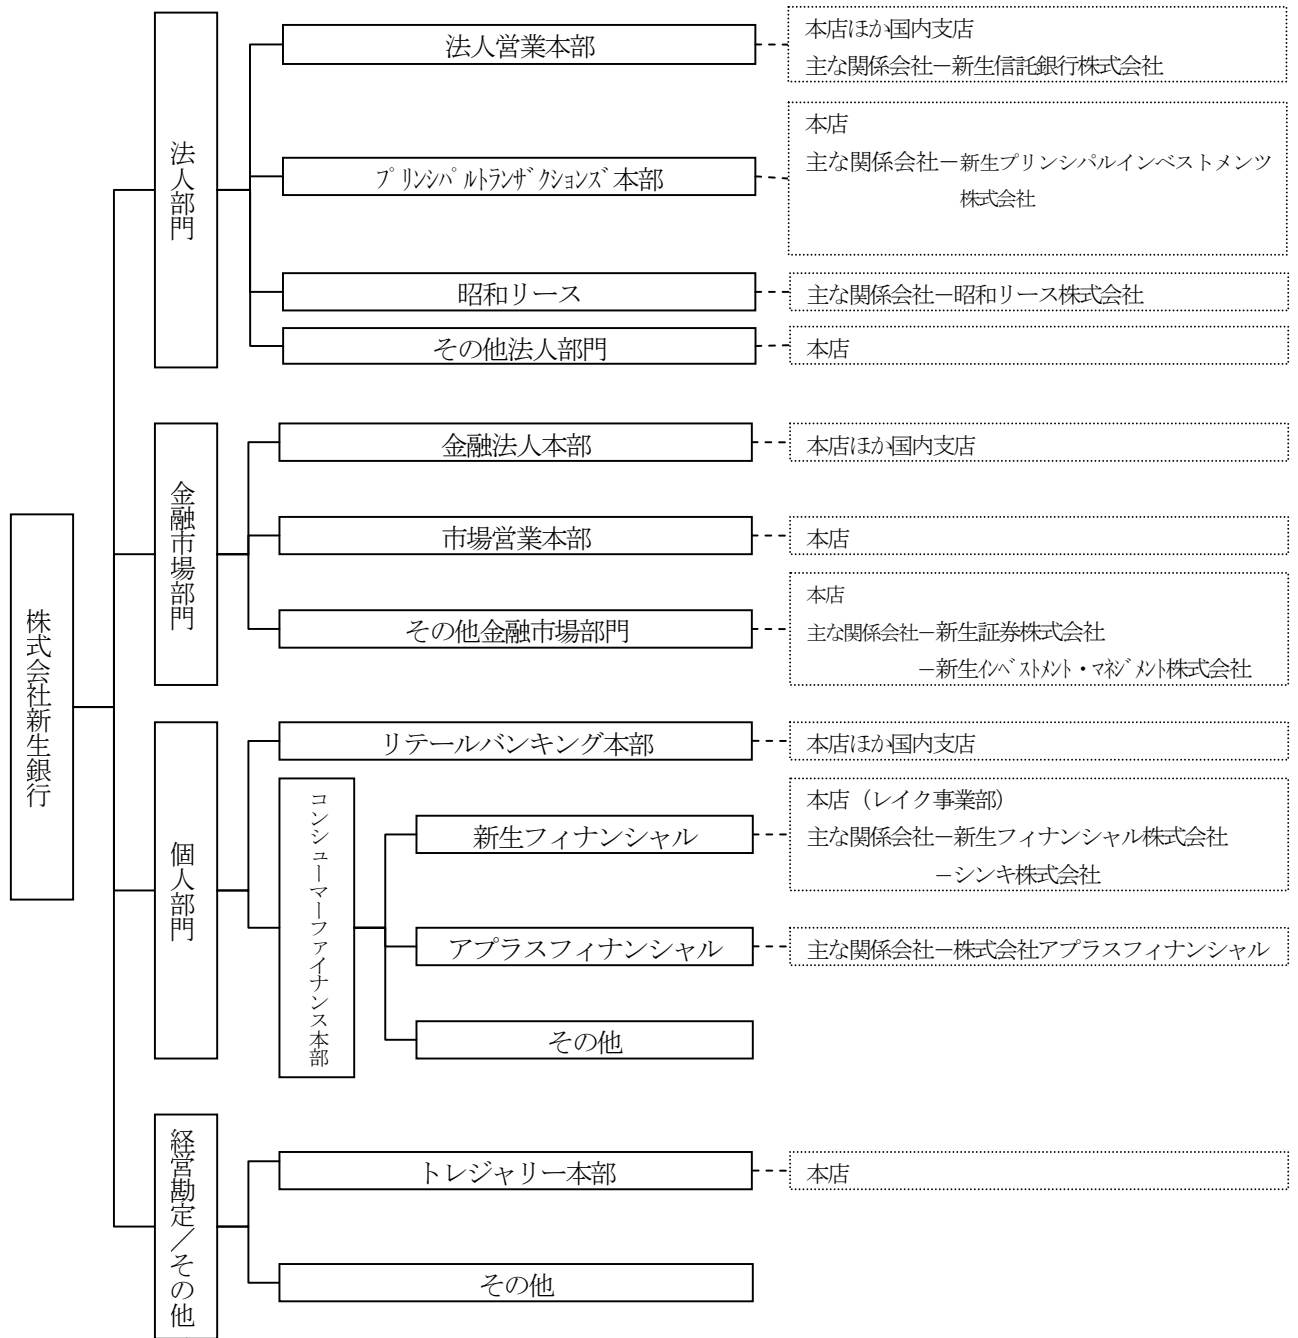 株式会社新生銀行
法人部門
法人営業本部
本店ほか国内支店
主な関係会社－新生信託銀行株式会社
プリンシパルトランザクションズ本部
本店
主な関係会社－新生プリンシパルインベストメンツ
株式会社
昭和リース
主な関係会社－昭和リース株式会社
その他法人部門
本店
金融市場部門
金融法人本部
本店ほか国内支店
市場営業本部
本店
その他金融市場部門
本店
主な関係会社－新生証券株式会社
－新生インベストメント・マネジメント株式会社
個人部門
リテールバンキング本部
本店ほか国内支店
コンシューマーファイナンス本部
新生フィナンシャル
本店（レイク事業部）
主な関係会社－新生フィナンシャル株式会社
－シンキ株式会社
アプラスフィナンシャル
主な関係会社－株式会社アプラスフィナンシャル
その他
経営勘定／その他
トレジャリー本部
本店
その他